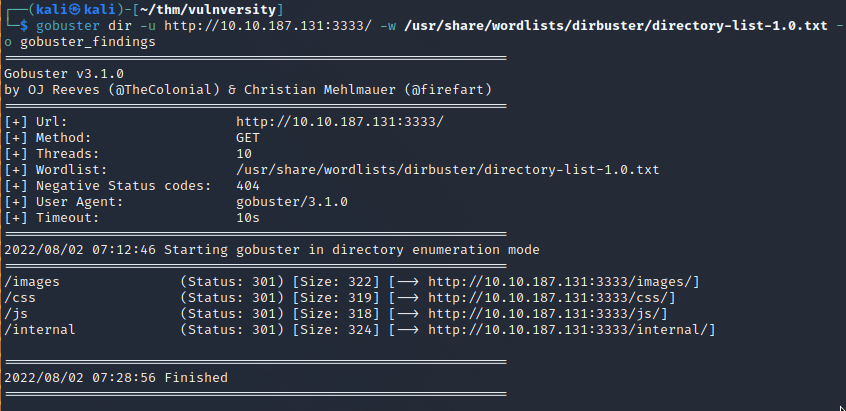 ┌──(kali㉿kali)-[~/thm/vulnversity]
└─$ gobuster dir -u http://10.10.187.131:3333/ -w /usr/share/wordlists/dirbuster/directory-list-1.0.txt -
o gobuster_findings
===============================================================
Gobuster v3.1.0
by OJ Reeves (@TheColonial) & Christian Mehlmauer (@firefart)
===============================================================
[+] Url:                     http://10.10.187.131:3333/
[+] Method:                  GET
[+] Threads:                 10
[+] Wordlist:                /usr/share/wordlists/dirbuster/directory-list-1.0.txt
[+] Negative Status codes:   404
[+] User Agent:              gobuster/3.1.0
[+] Timeout:                 10s
===============================================================
2022/08/02 07:12:46 Starting gobuster in directory enumeration mode
===============================================================
/images               (Status: 301) [Size: 322] [--> http://10.10.187.131:3333/images/]
/css                  (Status: 301) [Size: 319] [--> http://10.10.187.131:3333/css/]
/js                   (Status: 301) [Size: 318] [--> http://10.10.187.131:3333/js/]
/internal             (Status: 301) [Size: 324] [--> http://10.10.187.131:3333/internal/]
===============================================================
2022/08/02 07:28:56 Finished
===============================================================